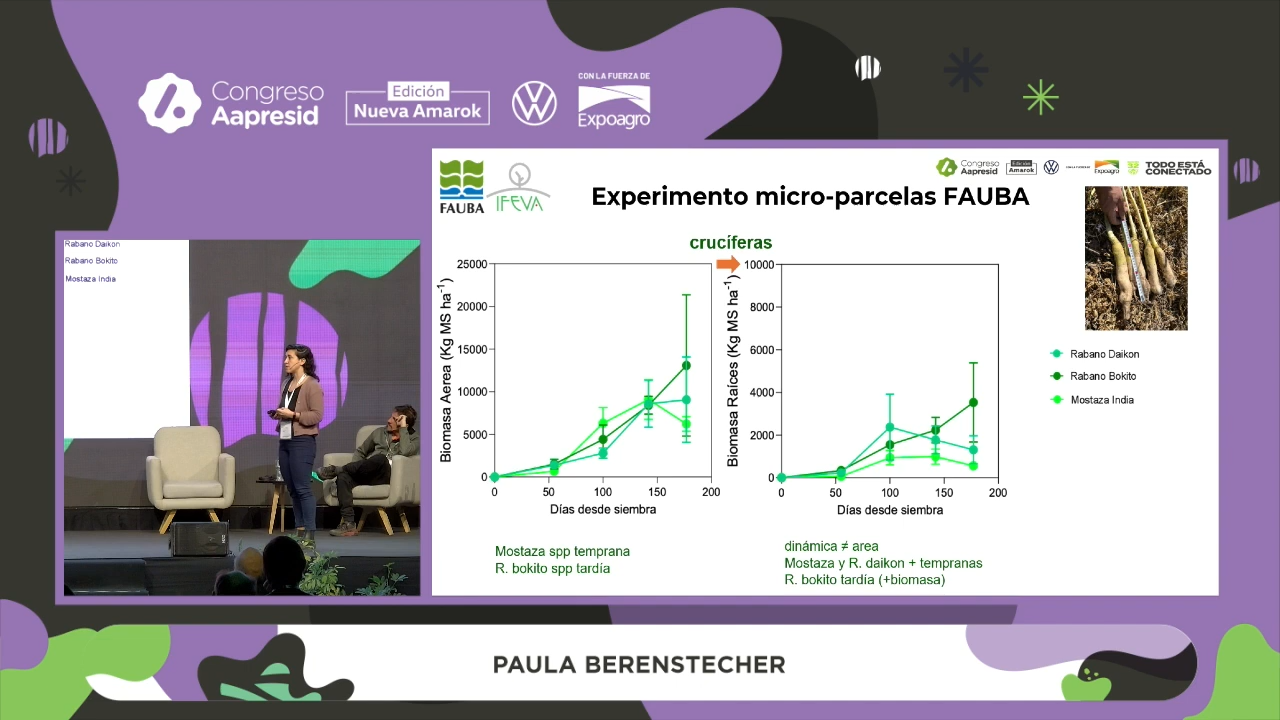 Congreso
Aapresid
Edición
Nueva Amarok
CON LA FUERZA DE
Expoagro
FAUBA
IFEVA
Congreso
Aapresid
Edición
Amarok
Expoagro
TODO ESTÁ
CONECTADO
Experimento micro-parcelas FAUBA
crucíferas
Rabano Daikon
Rabano Bokito
Mostaza India
Biomasa Aerea (Kg MS ha⁻¹)
25000
20000
15000
10000
5000
0
0 50 100 150 200
Días desde siembra
Biomasa Raíces (Kg MS ha⁻¹)
10000
8000
6000
4000
2000
0
0 50 100 150 200
Días desde siembra
Rabano Daikon
Rabano Bokito
Mostaza India
Mostaza spp temprana
R. bokito spp tardía
dinámica ≠ area
Mostaza y R. daikon + tempranas
R. bokito tardía (+biomasa)
PAULA BERENSTECHER